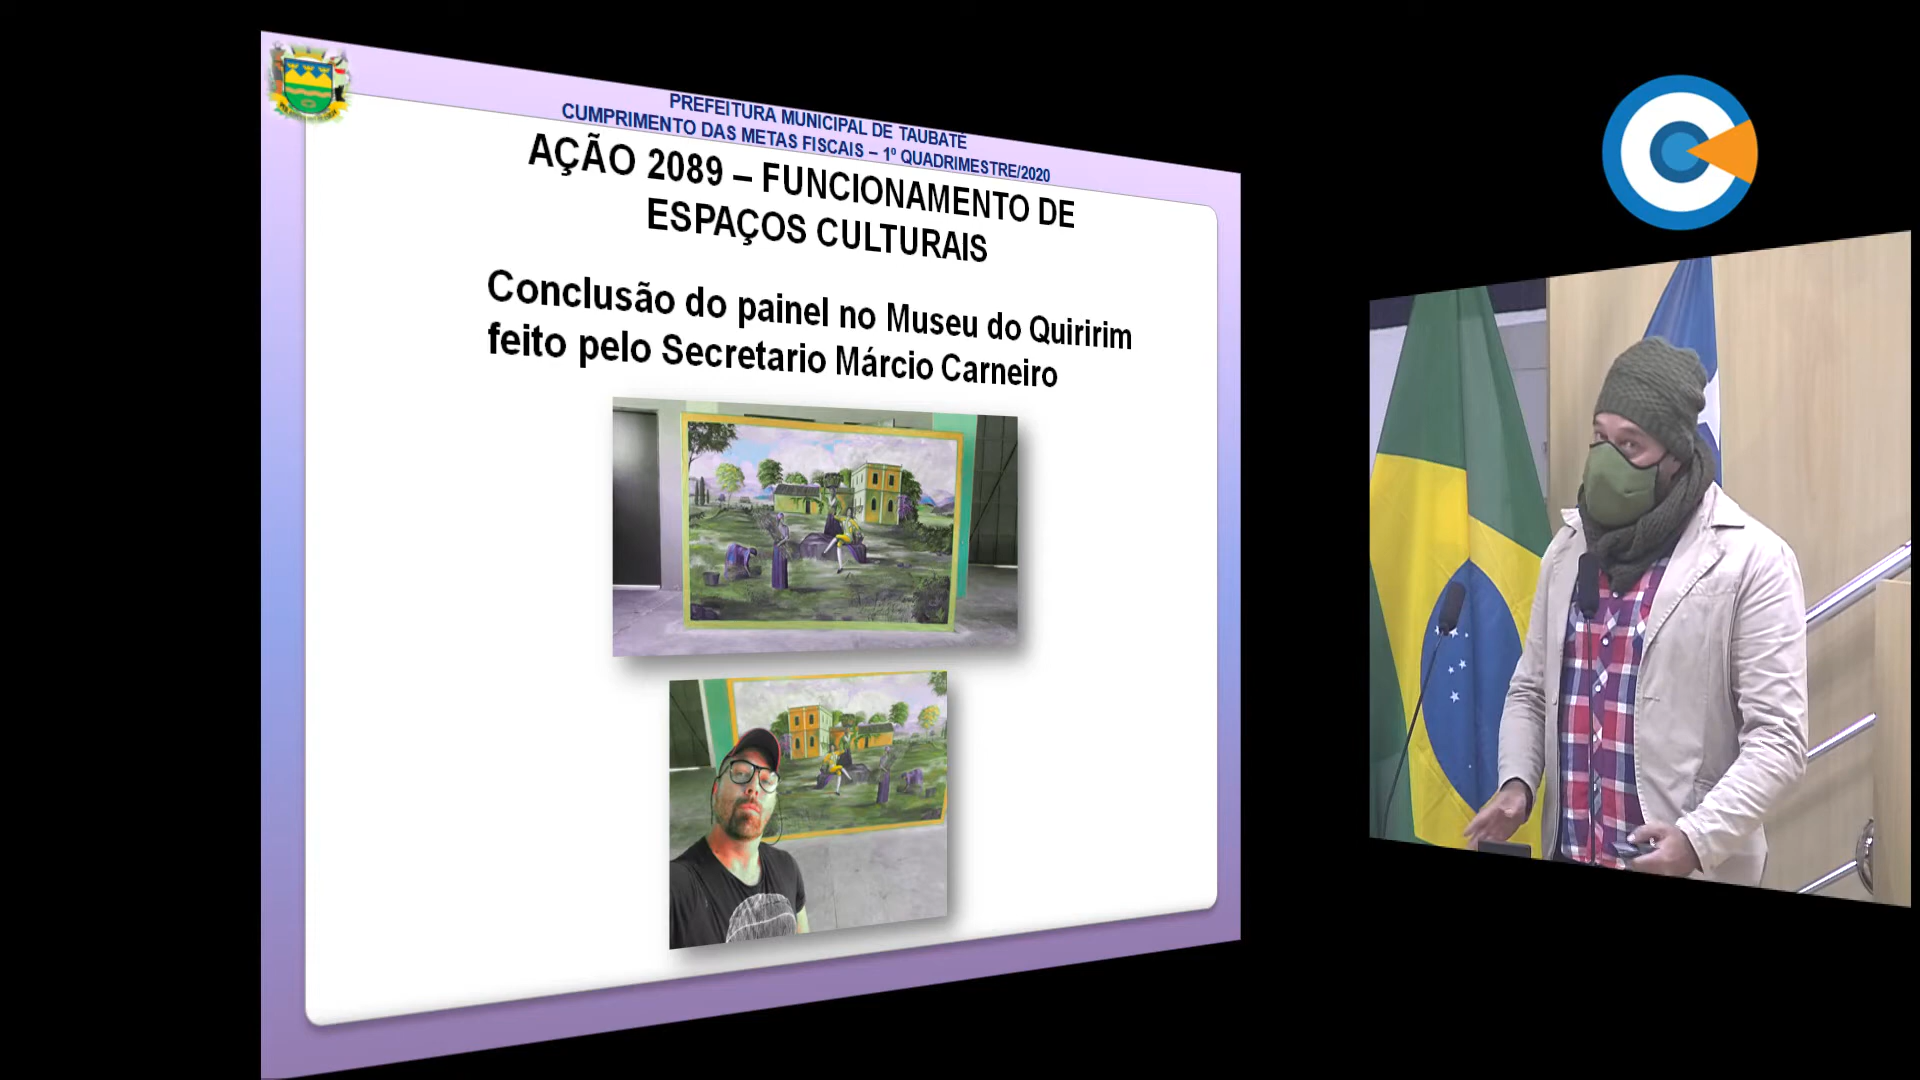 PREFEITURA MUNICIPAL DE TAUBATÉ
CUMPRIMENTO DAS METAS FISCAIS – 1º QUADRIMESTRE/2020
AÇÃO 2089 – FUNCIONAMENTO DE
ESPAÇOS CULTURAIS
Conclusão do painel no Museu do Quiririm
feito pelo Secretario Márcio Carneiro